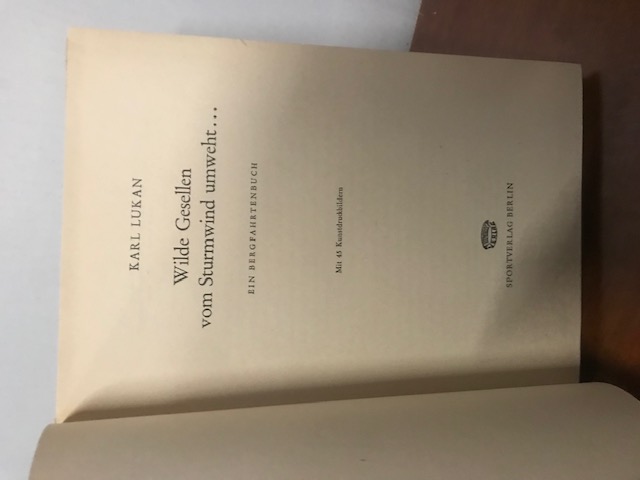 KARL LUKAN
Wilde Gesellen
vom Sturmwind umweht...
EIN BERGFAHRTENBUCH
Mit 45 Kunstdruckbildern
SPORTVERLAG BERLIN